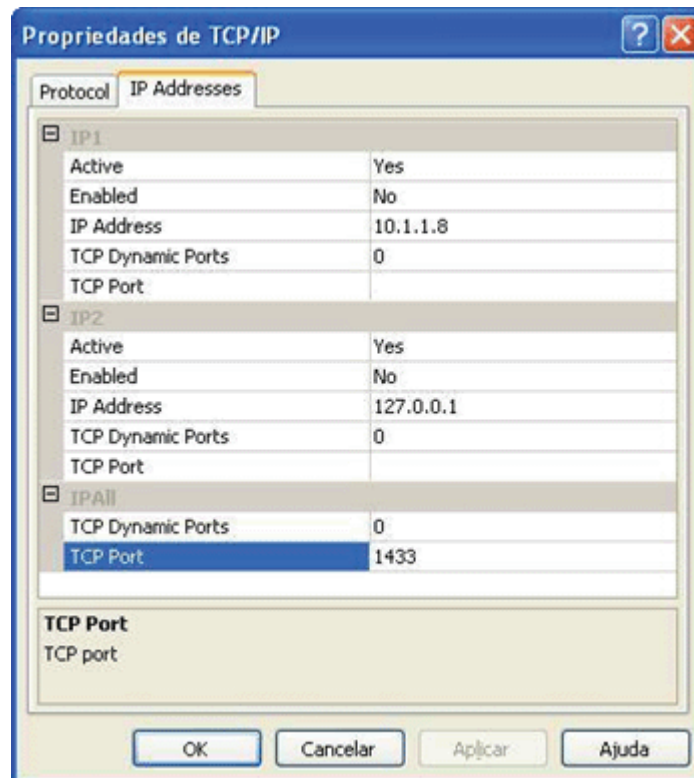 Propriedades de TCP/IP
Protocol IP Addresses
IP1
Active Yes
Enabled No
IP Address 10.1.1.8
TCP Dynamic Ports 0
TCP Port
IP2
Active Yes
Enabled No
IP Address 127.0.0.1
TCP Dynamic Ports 0
TCP Port
IPAll
TCP Dynamic Ports 0
TCP Port 1433
TCP Port
TCP port
OK Cancelar Aplicar Ajuda